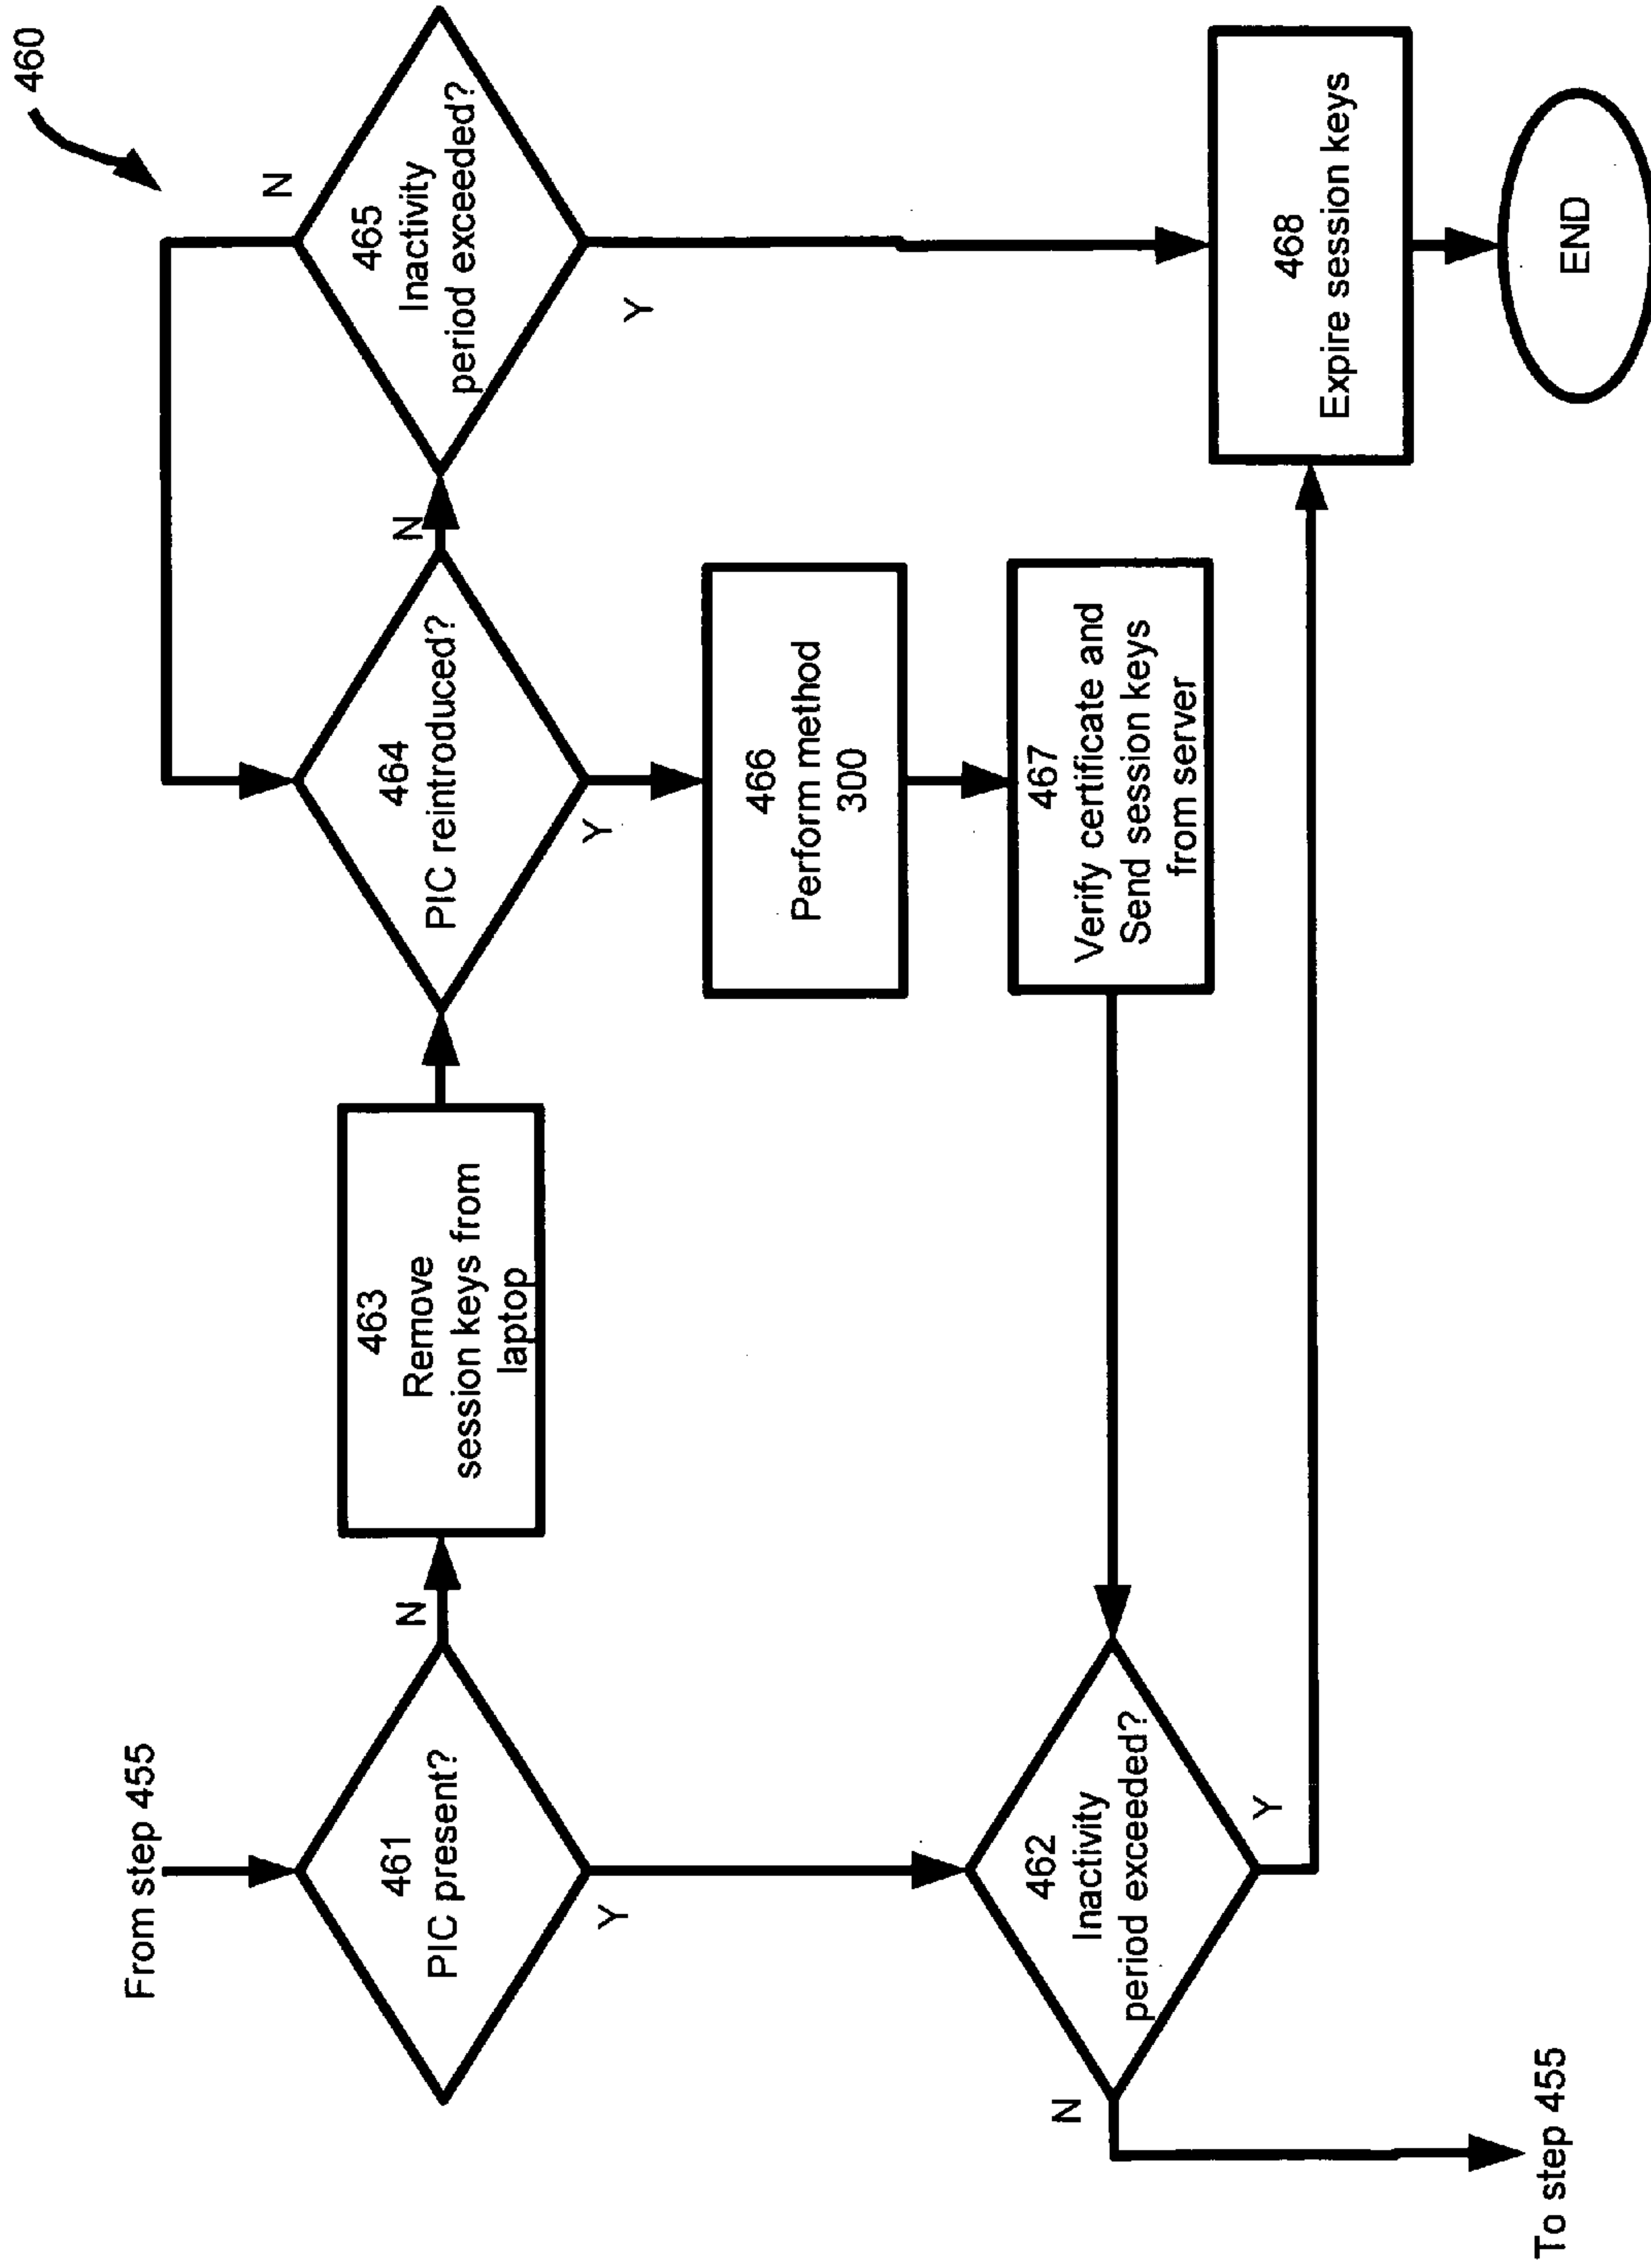 460
From step 455
461
PIC present?
N
Y
463
Remove
session keys from
laptop
464
PIC reintroduced?
N
Y
465
Inactivity
period exceeded?
N
Y
466
Perform method
300
467
Verify certificate and
Send session keys
from server
462
Inactivity
period exceeded?
N
Y
468
Expire session keys
END
To step 455